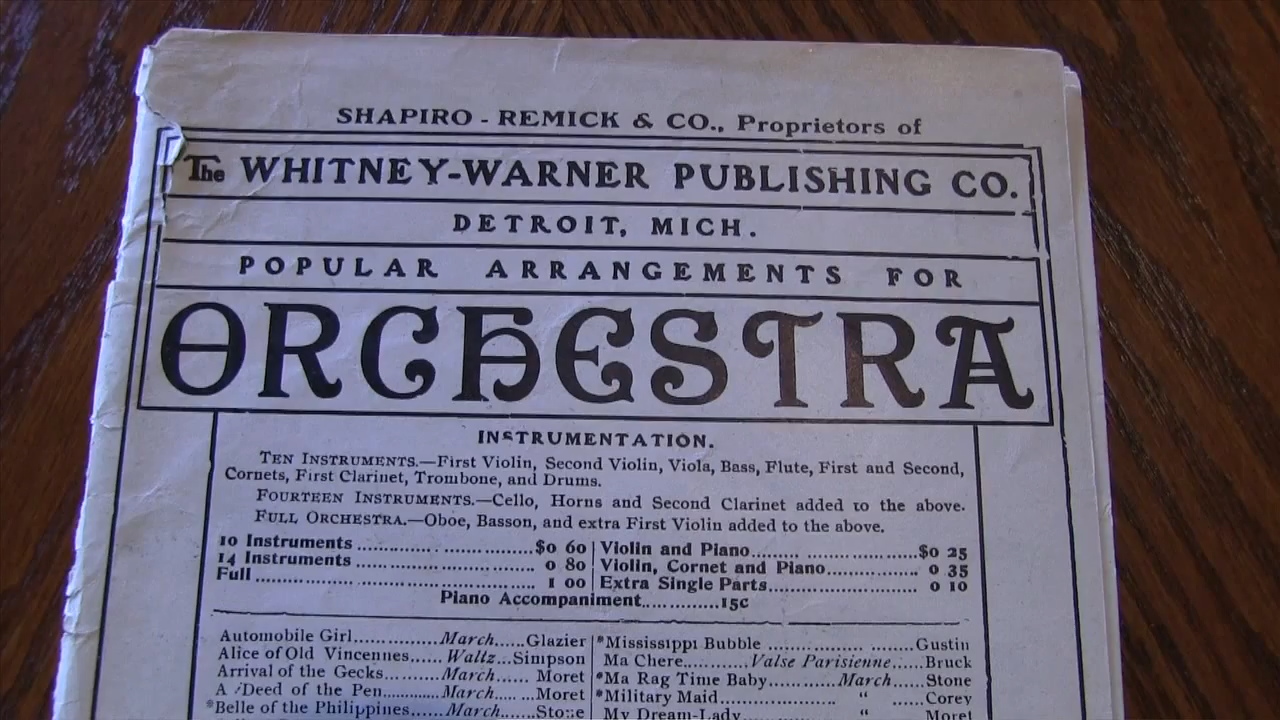 SHAPIRO - REMICK & CO., Proprietors of
The WHITNEY-WARNER PUBLISHING CO.
DETROIT, MICH.
POPULAR ARRANGEMENTS FOR
ORCHESTRA
INSTRUMENTATION.
TEN INSTRUMENTS.—First Violin, Second Violin, Viola, Bass, Flute, First and Second,
Cornets, First Clarinet, Trombone, and Drums.
FOURTEEN INSTRUMENTS.—Cello, Horns and Second Clarinet added to the above.
FULL ORCHESTRA.—Oboe, Basson, and extra First Violin added to the above.
10 Instruments ..................$0 60
14 Instruments .................. 0 80
Full .................. 1 00
Violin and Piano..................$0 25
Violin, Cornet and Piano........... 0 35
Extra Single Parts.................. 0 10
Piano Accompaniment..............15c
Automobile Girl............March.....Glazier
Alice of Old Vincennes......Waltz...Simpson
Arrival of the Gecks.........March...... Moret
A Deed of the Pen............March...... Moret
*Belle of the Philippines......March.....Stone
*Mississippi Bubble .................. Gustin
Ma Chere.........Valse Parisienne.....Bruck
*Ma Rag Time Baby.........March......Stone
*Military Maid.................. “ Corey
My Dream-Lady.................. “ Moret